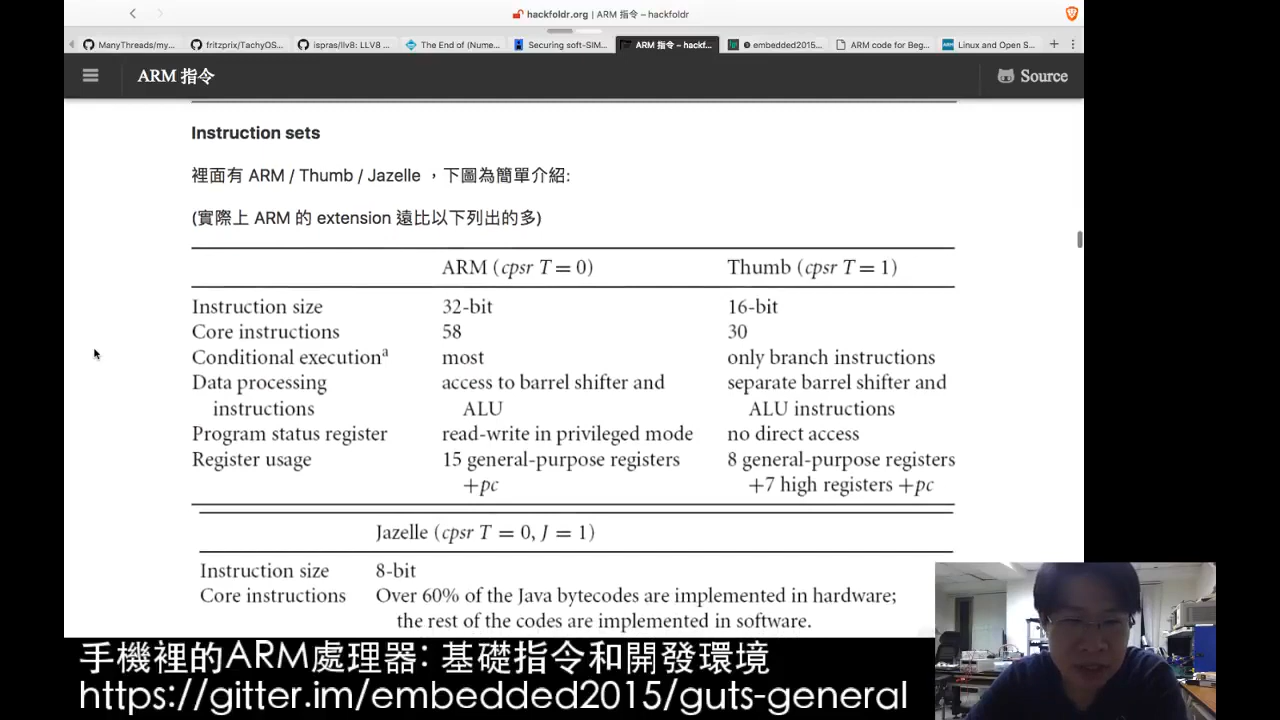 hackfoldr.org | ARM 指令 – hackfoldr
ManyThreads/my...
fritzprix/TachyOS...
ispras/llv8: LLV8 ...
The End of (Nume...
Securing soft-SIM...
ARM 指令 – hackf...
embedded2015...
ARM code for Beg...
Linux and Open S...
ARM 指令
Source
Instruction sets
裡面有 ARM / Thumb / Jazelle ，下圖為簡單介紹:
(實際上 ARM 的 extension 遠比以下列出的多)
ARM (cpsr T = 0) Thumb (cpsr T = 1)
Instruction size 32-bit 16-bit
Core instructions 58 30
Conditional executionᵃ most only branch instructions
Data processing access to barrel shifter and separate barrel shifter and
instructions ALU ALU instructions
Program status register read-write in privileged mode no direct access
Register usage 15 general-purpose registers 8 general-purpose registers
+pc +7 high registers +pc
Jazelle (cpsr T = 0, J = 1)
Instruction size 8-bit
Core instructions Over 60% of the Java bytecodes are implemented in hardware;
the rest of the codes are implemented in software.
手機裡的ARM處理器: 基礎指令和開發環境
https://gitter.im/embedded2015/guts-general